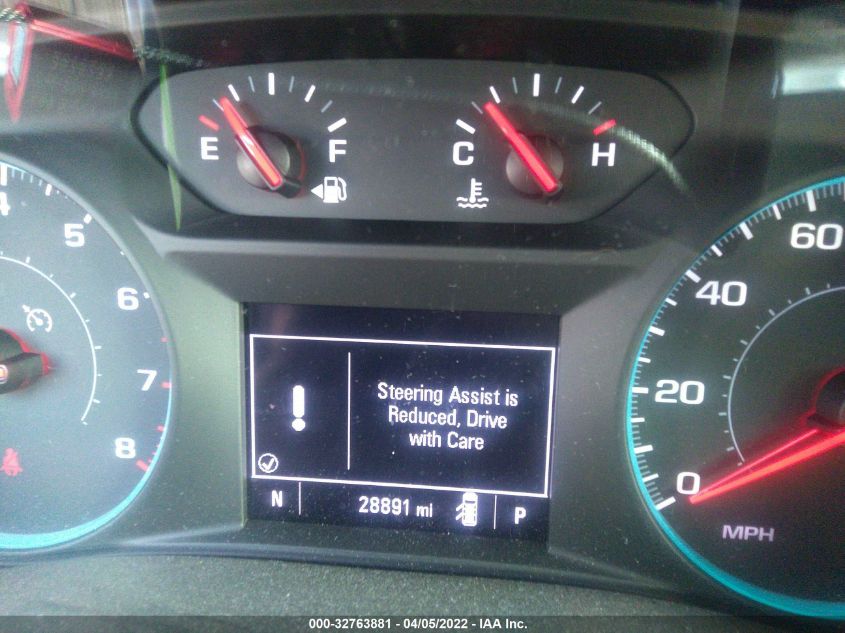 E F C H
4 5 6 7 8
60
40
20
0
MPH
Steering Assist is
Reduced, Drive
with Care
N 28891 mi P
000-32763881 - 04/05/2022 - IAA Inc.